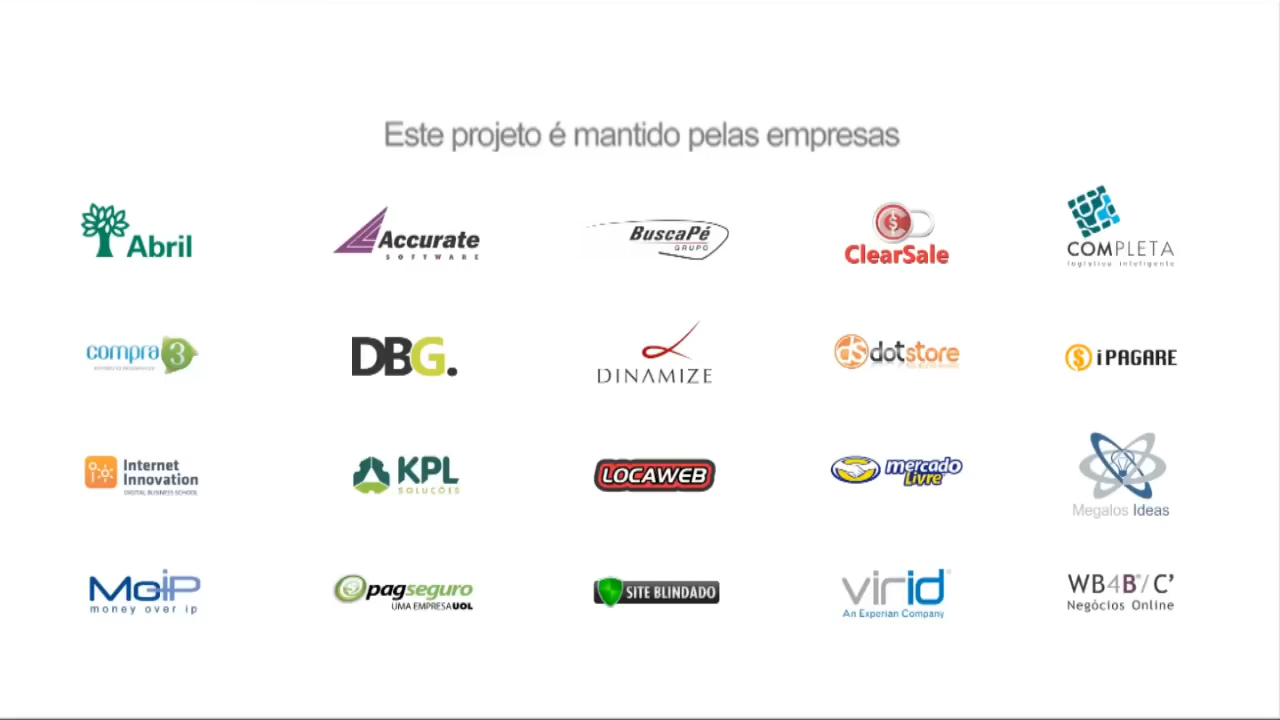 Este projeto é mantido pelas empresas
Abril
Accurate
SOFTWARE
BuscaPé
GRUPO
ClearSale
COMPLETA
logística inteligente
compra3
DBG.
DINAMIZE
ds dotstore
iPAGARE
Internet
Innovation
DIGITAL BUSINESS SCHOOL
KPL
SOLUÇÕES
LOCAWEB
mercado
livre
Megalos Ideas
MoiP
money over ip
pagseguro
UMA EMPRESA UOL
SITE BLINDADO
virid
An Experian Company
WB4B/C’
Negócios Online